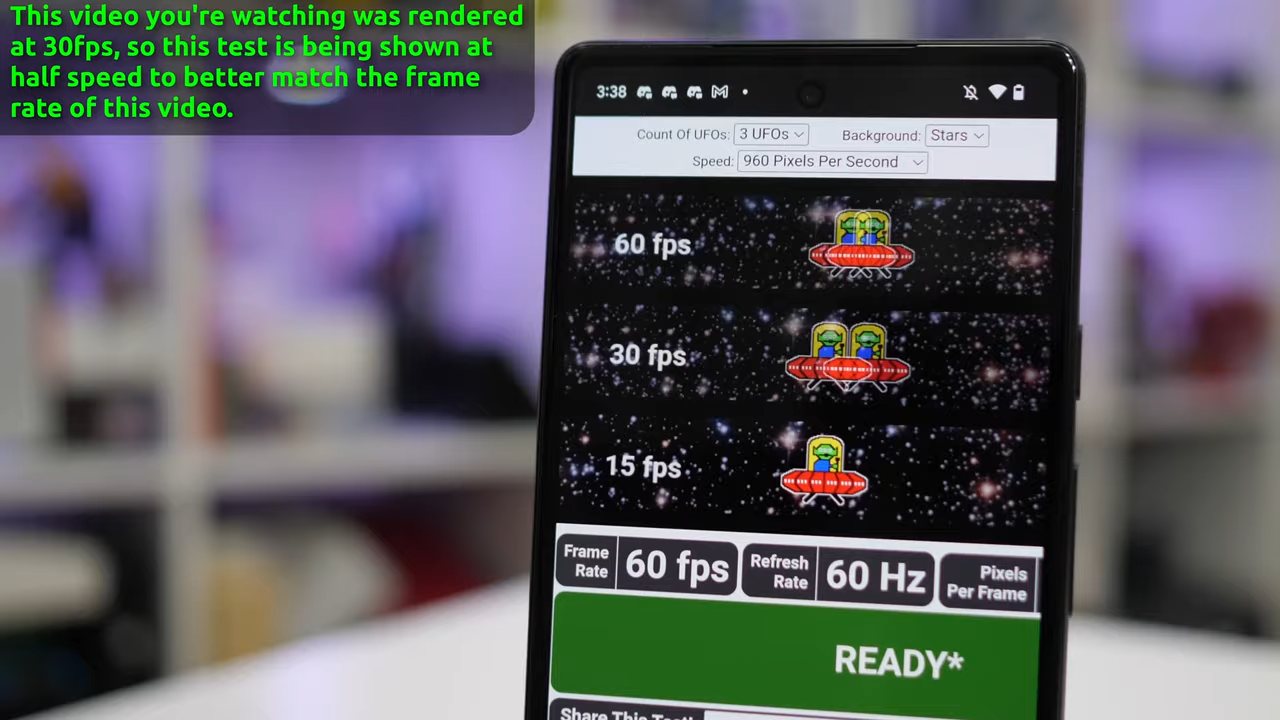 This video you're watching was rendered
at 30fps, so this test is being shown at
half speed to better match the frame
rate of this video.
3:38
Count Of UFOs: 3 UFOs Background: Stars
Speed: 960 Pixels Per Second
60 fps
30 fps
15 fps
Frame
Rate
60 fps
Refresh
Rate
60 Hz
Pixels
Per Frame
READY*
Share This Test!